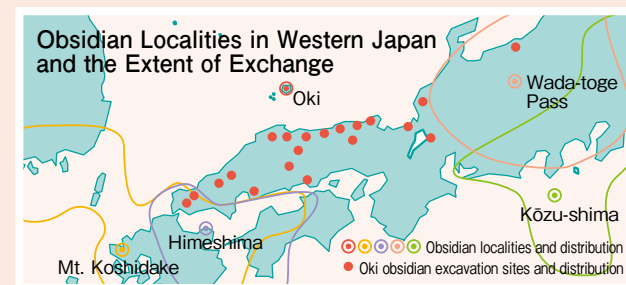 Obsidian Localities in Western Japan
and the Extent of Exchange
Oki
Wada-toge
Pass
Kōzu-shima
Himeshima
Mt. Koshidake
Obsidian localities and distribution
Oki obsidian excavation sites and distribution